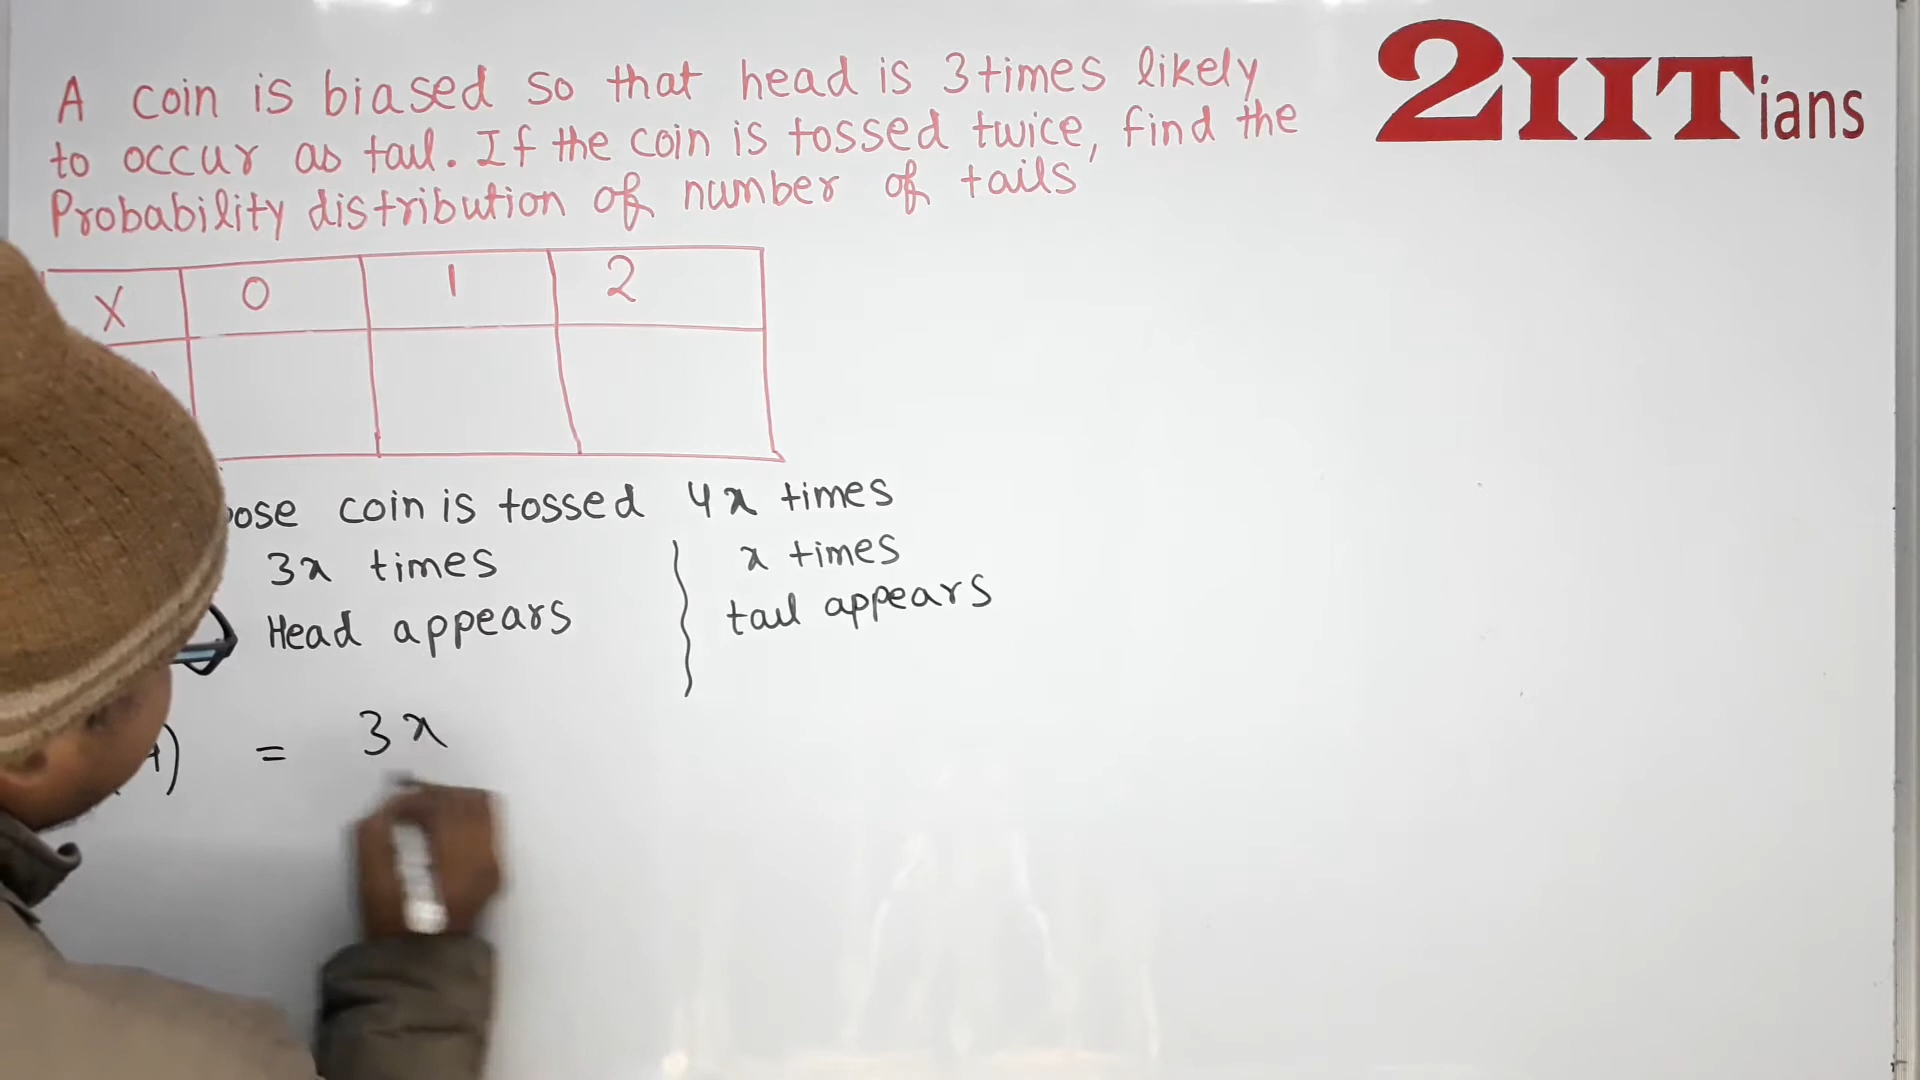 A coin is biased so that head is 3 times likely
to occur as tail. If the coin is tossed twice, find the
Probability distribution of number of tails
2IITians
X 0 1 2
coin is tossed 4x times
3x times
Head appears
x times
tail appears
= 3x